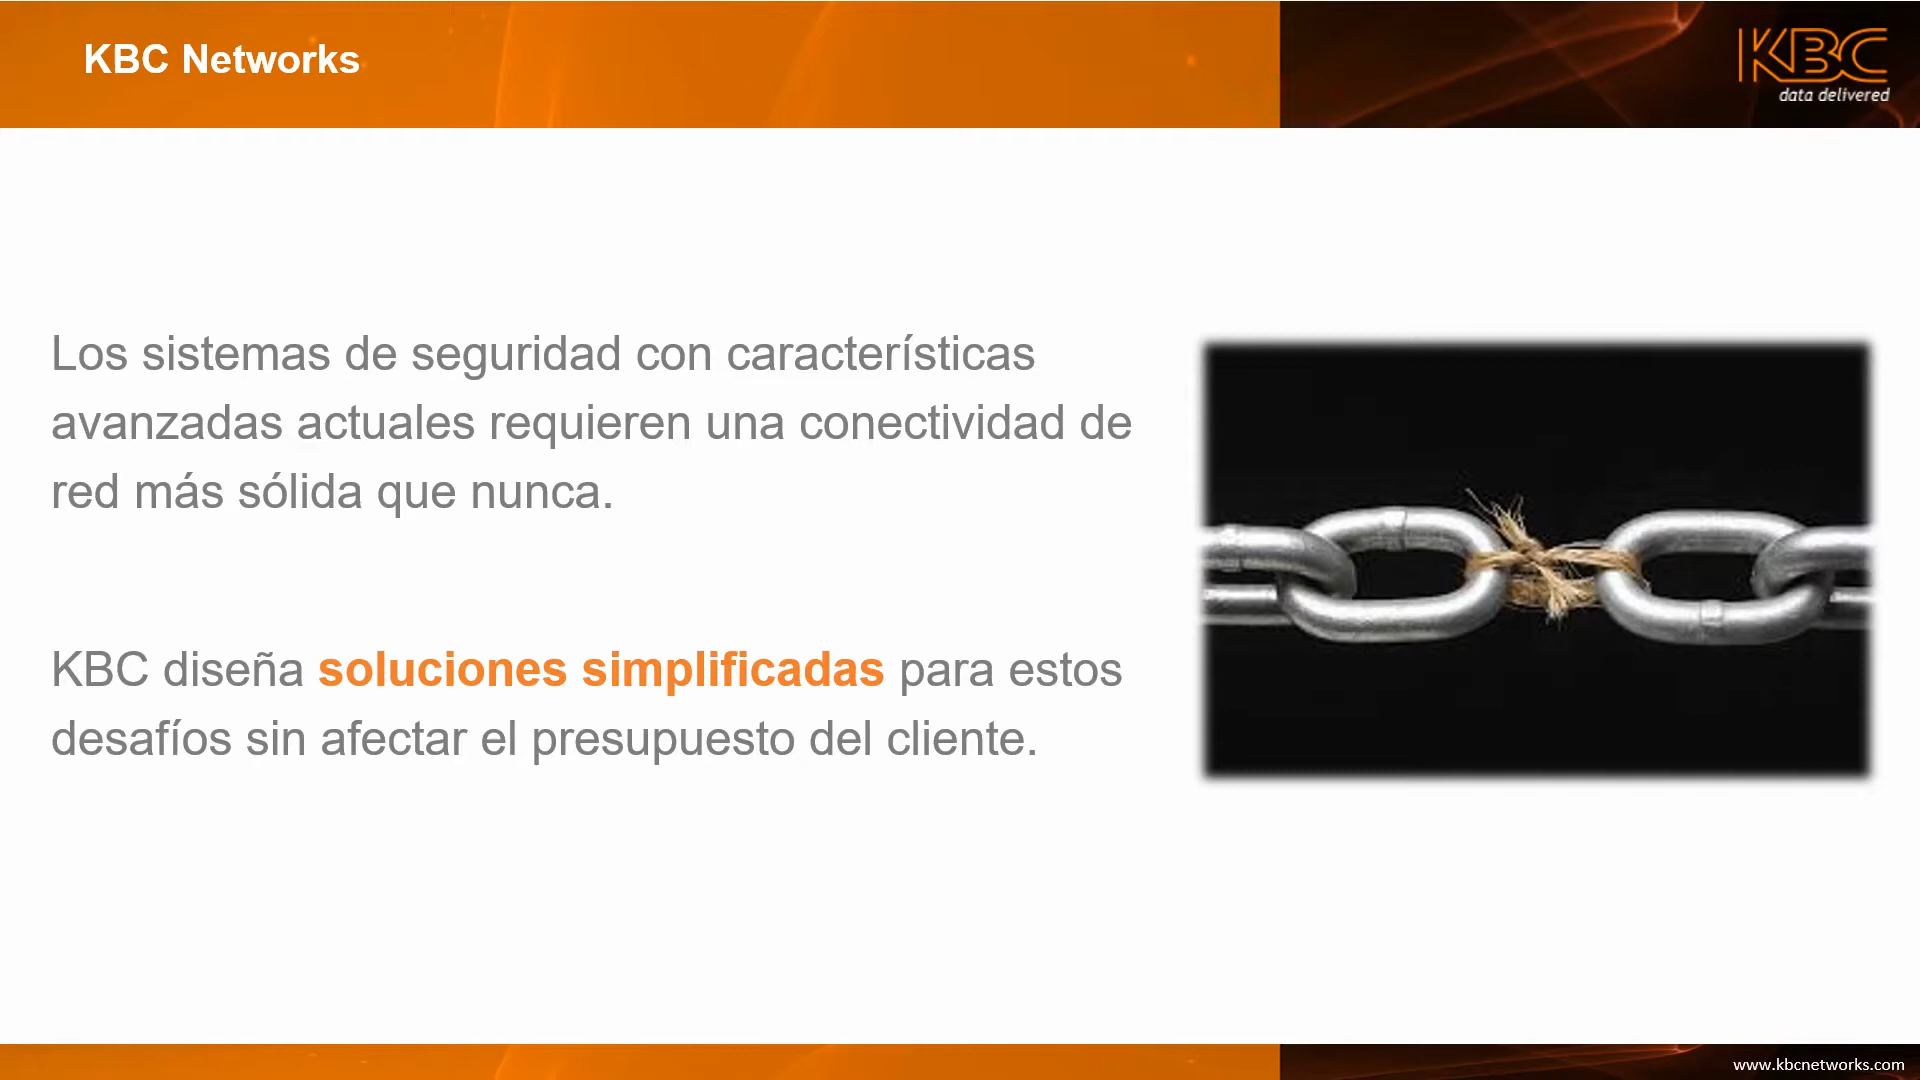 KBC Networks
KBC
data delivered
Los sistemas de seguridad con características
avanzadas actuales requieren una conectividad de
red más sólida que nunca.
KBC diseña soluciones simplificadas para estos
desafíos sin afectar el presupuesto del cliente.
www.kbcnetworks.com